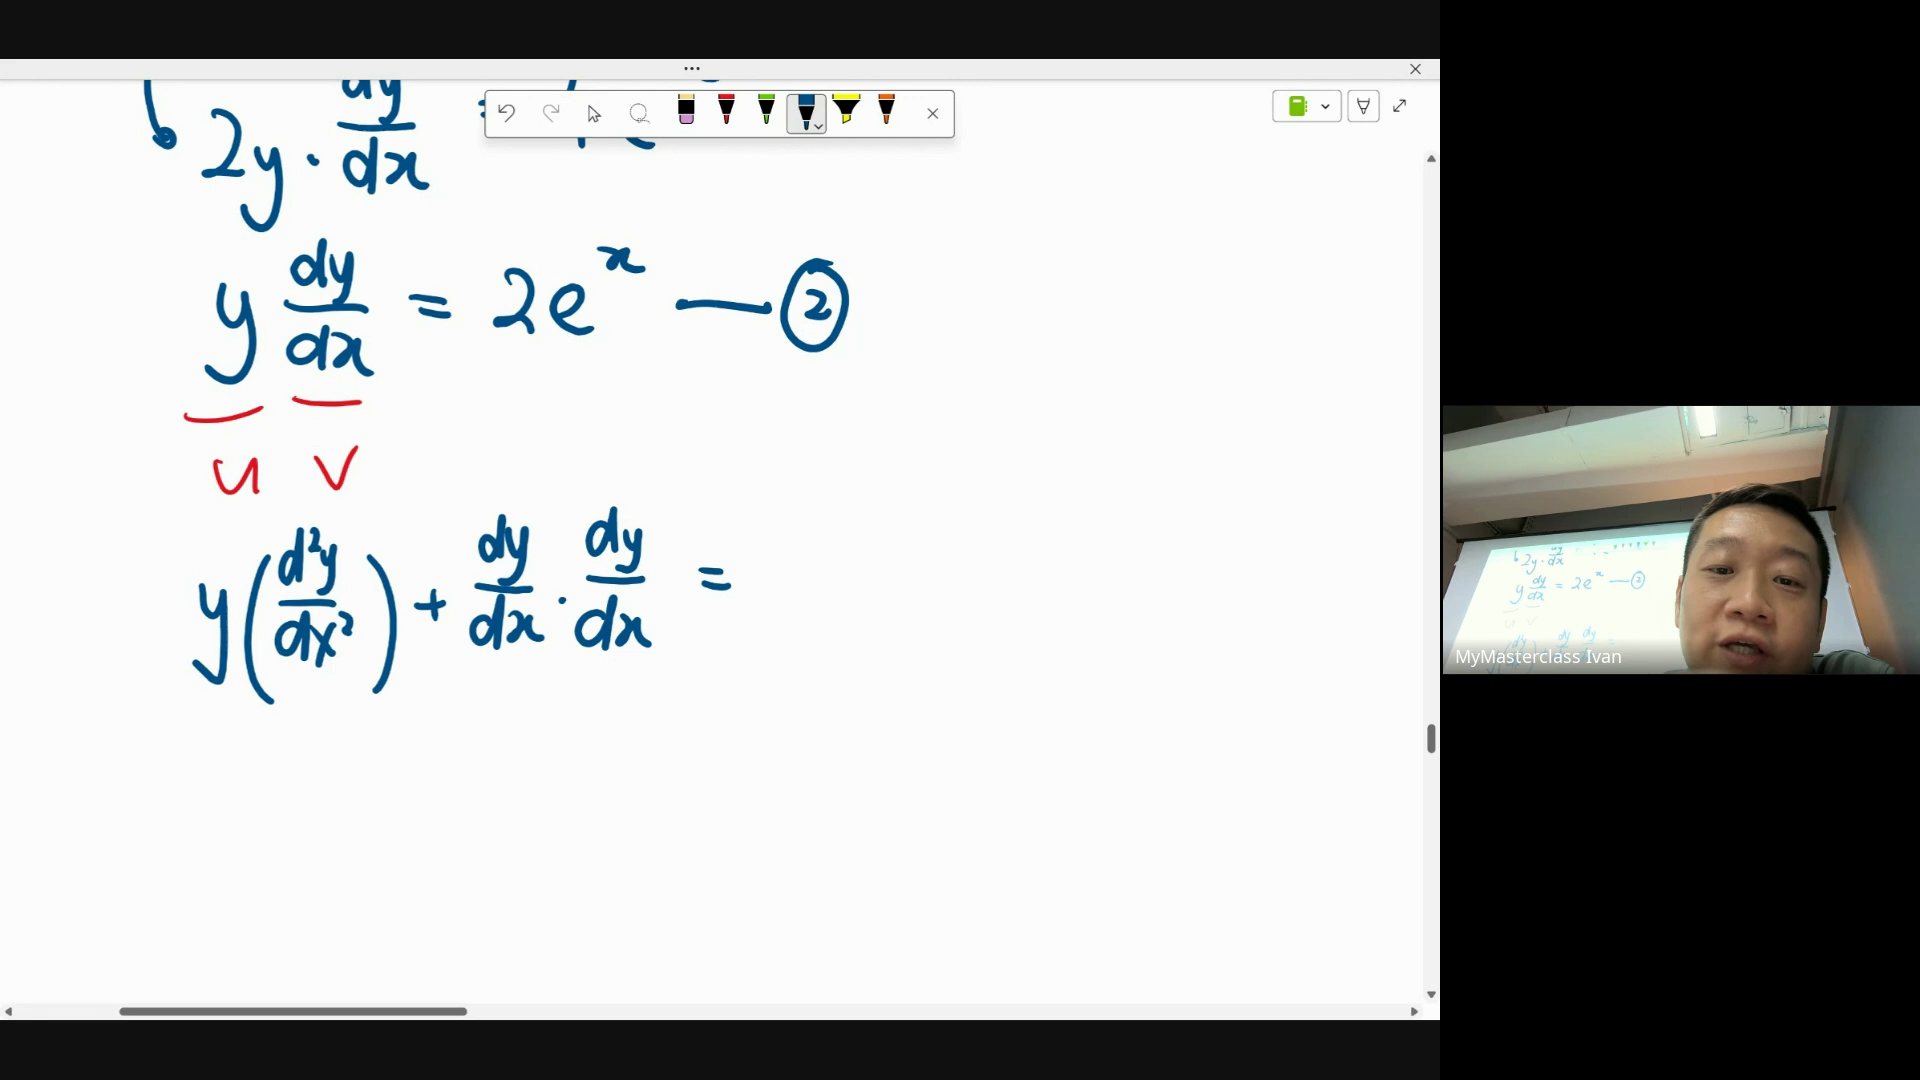 2y · dy/dx =
y dy/dx = 2e^x — ②
u v
y(d²y/dx²) + dy/dx · dy/dx =
MyMasterclass Ivan